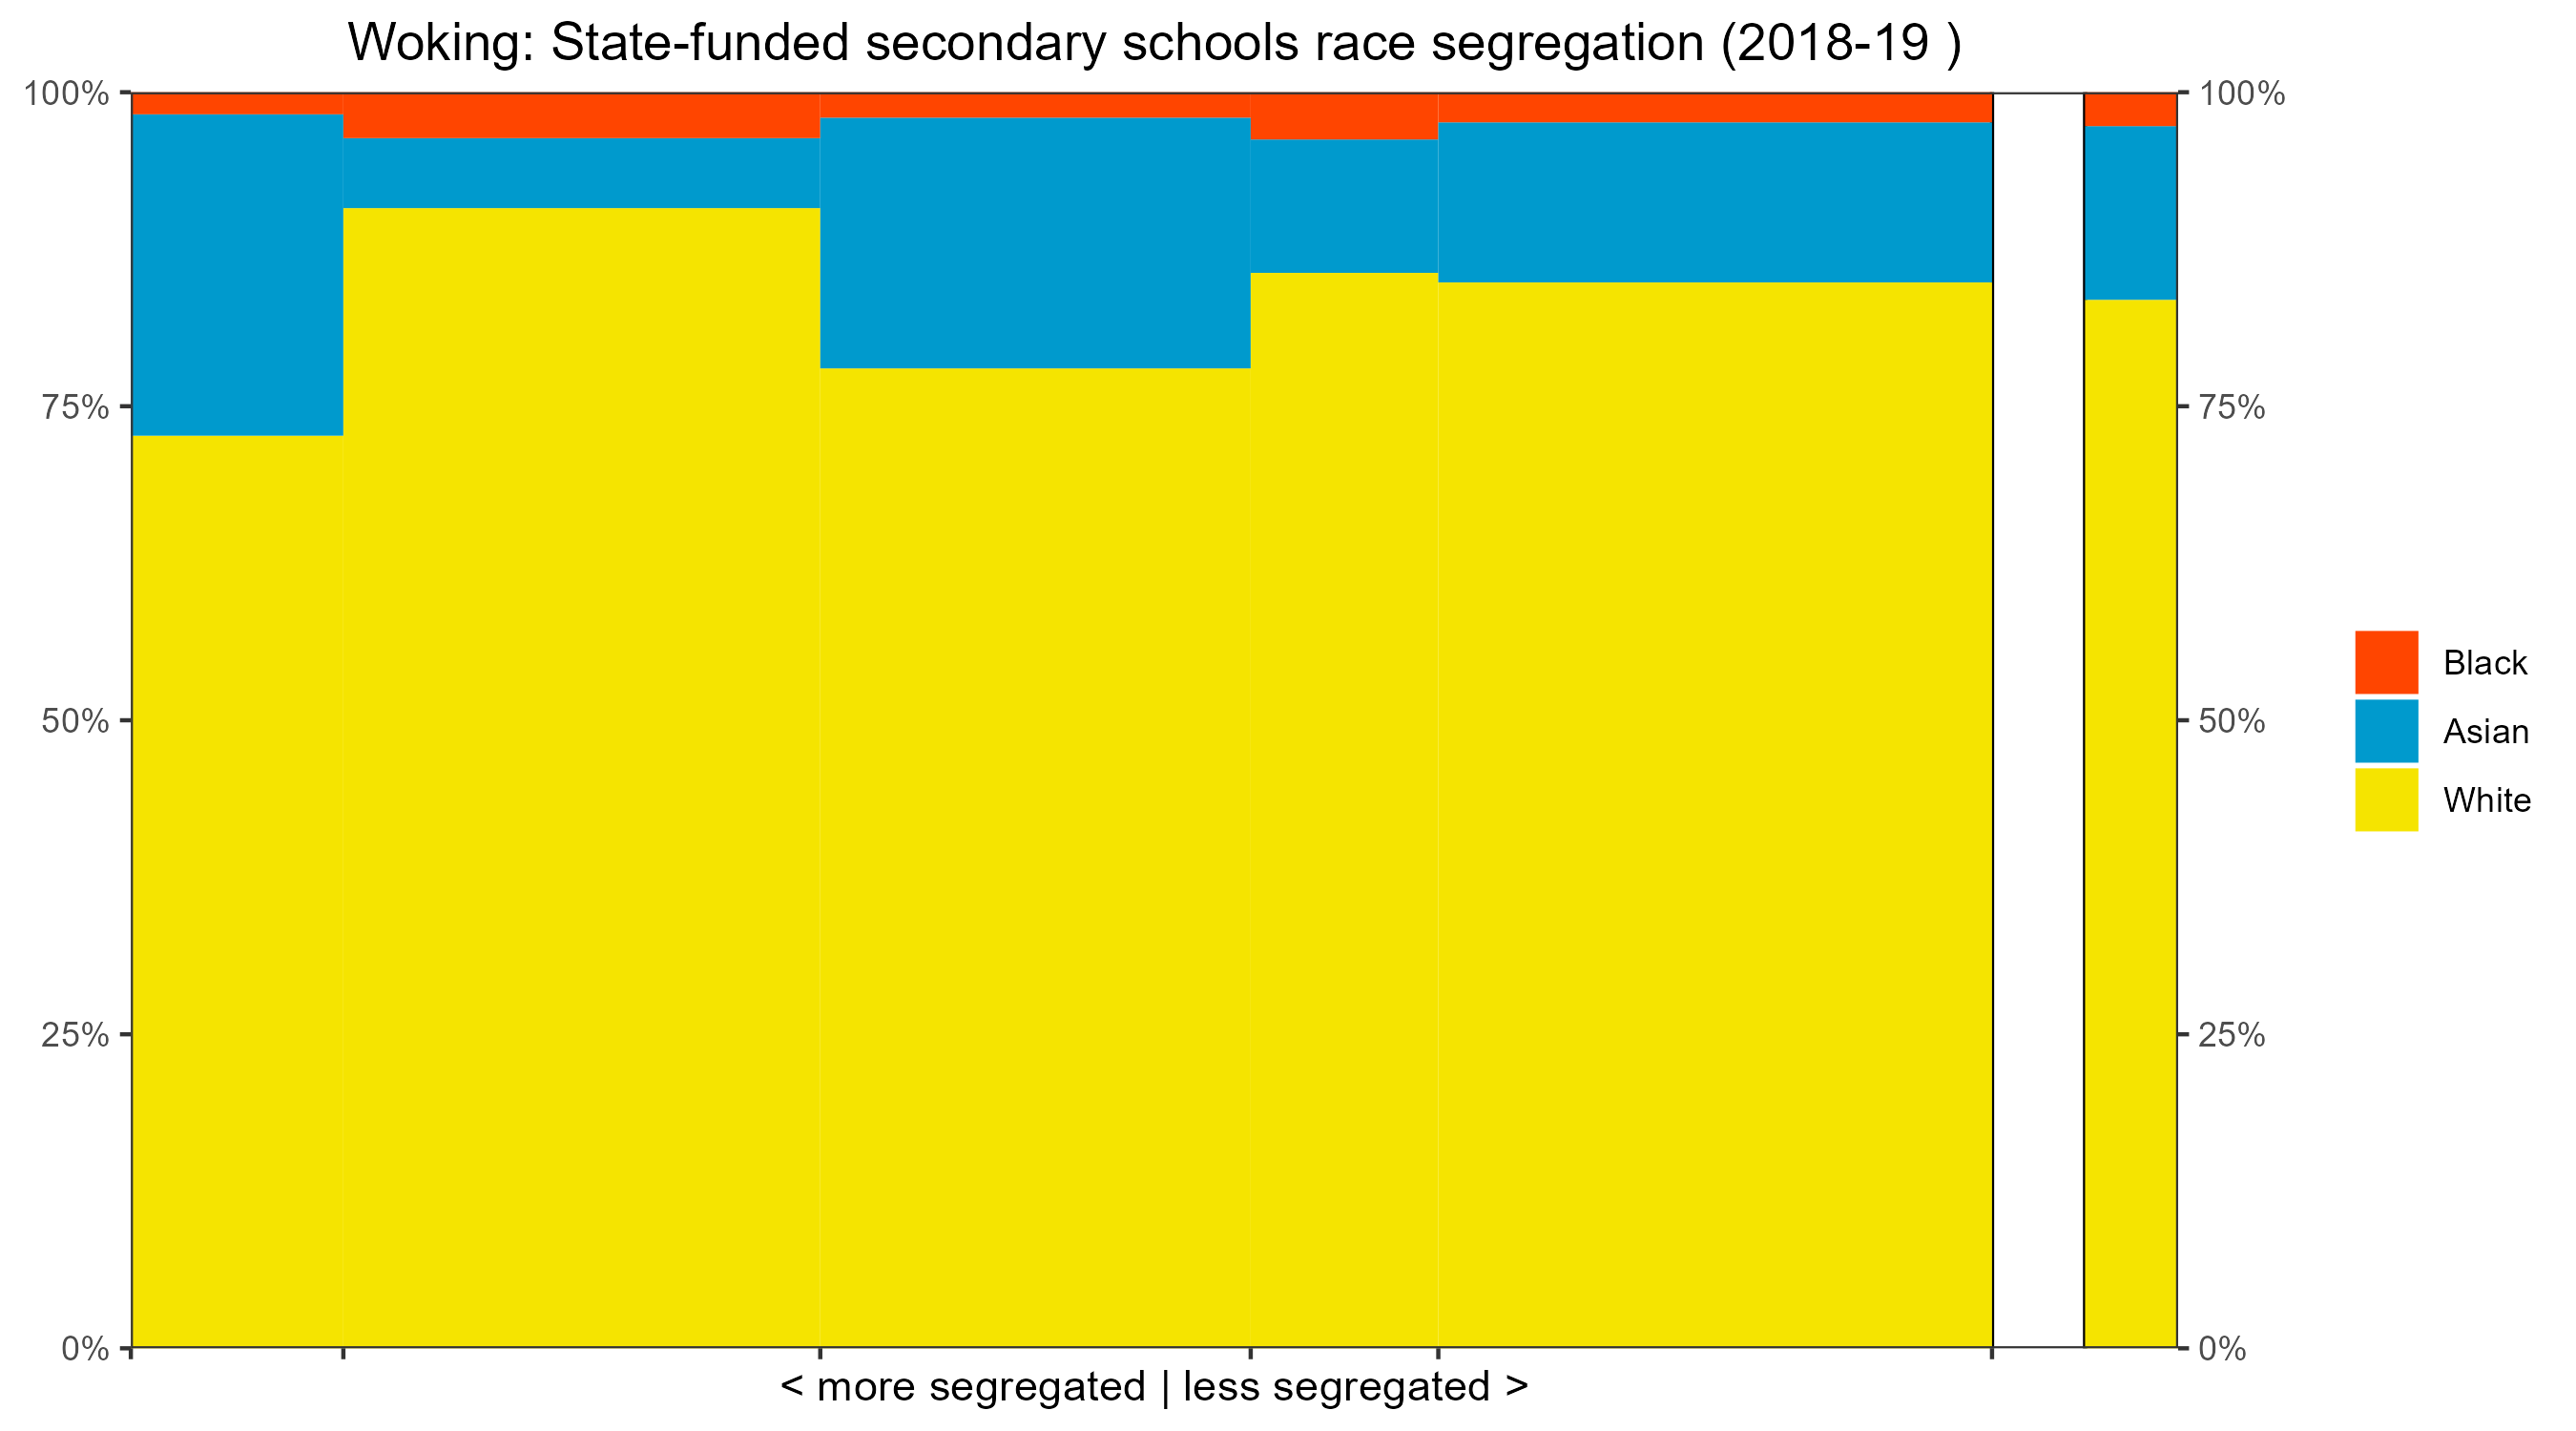 Woking: State-funded secondary schools race segregation (2018-19 )
100%
75%
50%
25%
0%
100%
75%
50%
25%
0%
Black
Asian
White
< more segregated | less segregated >